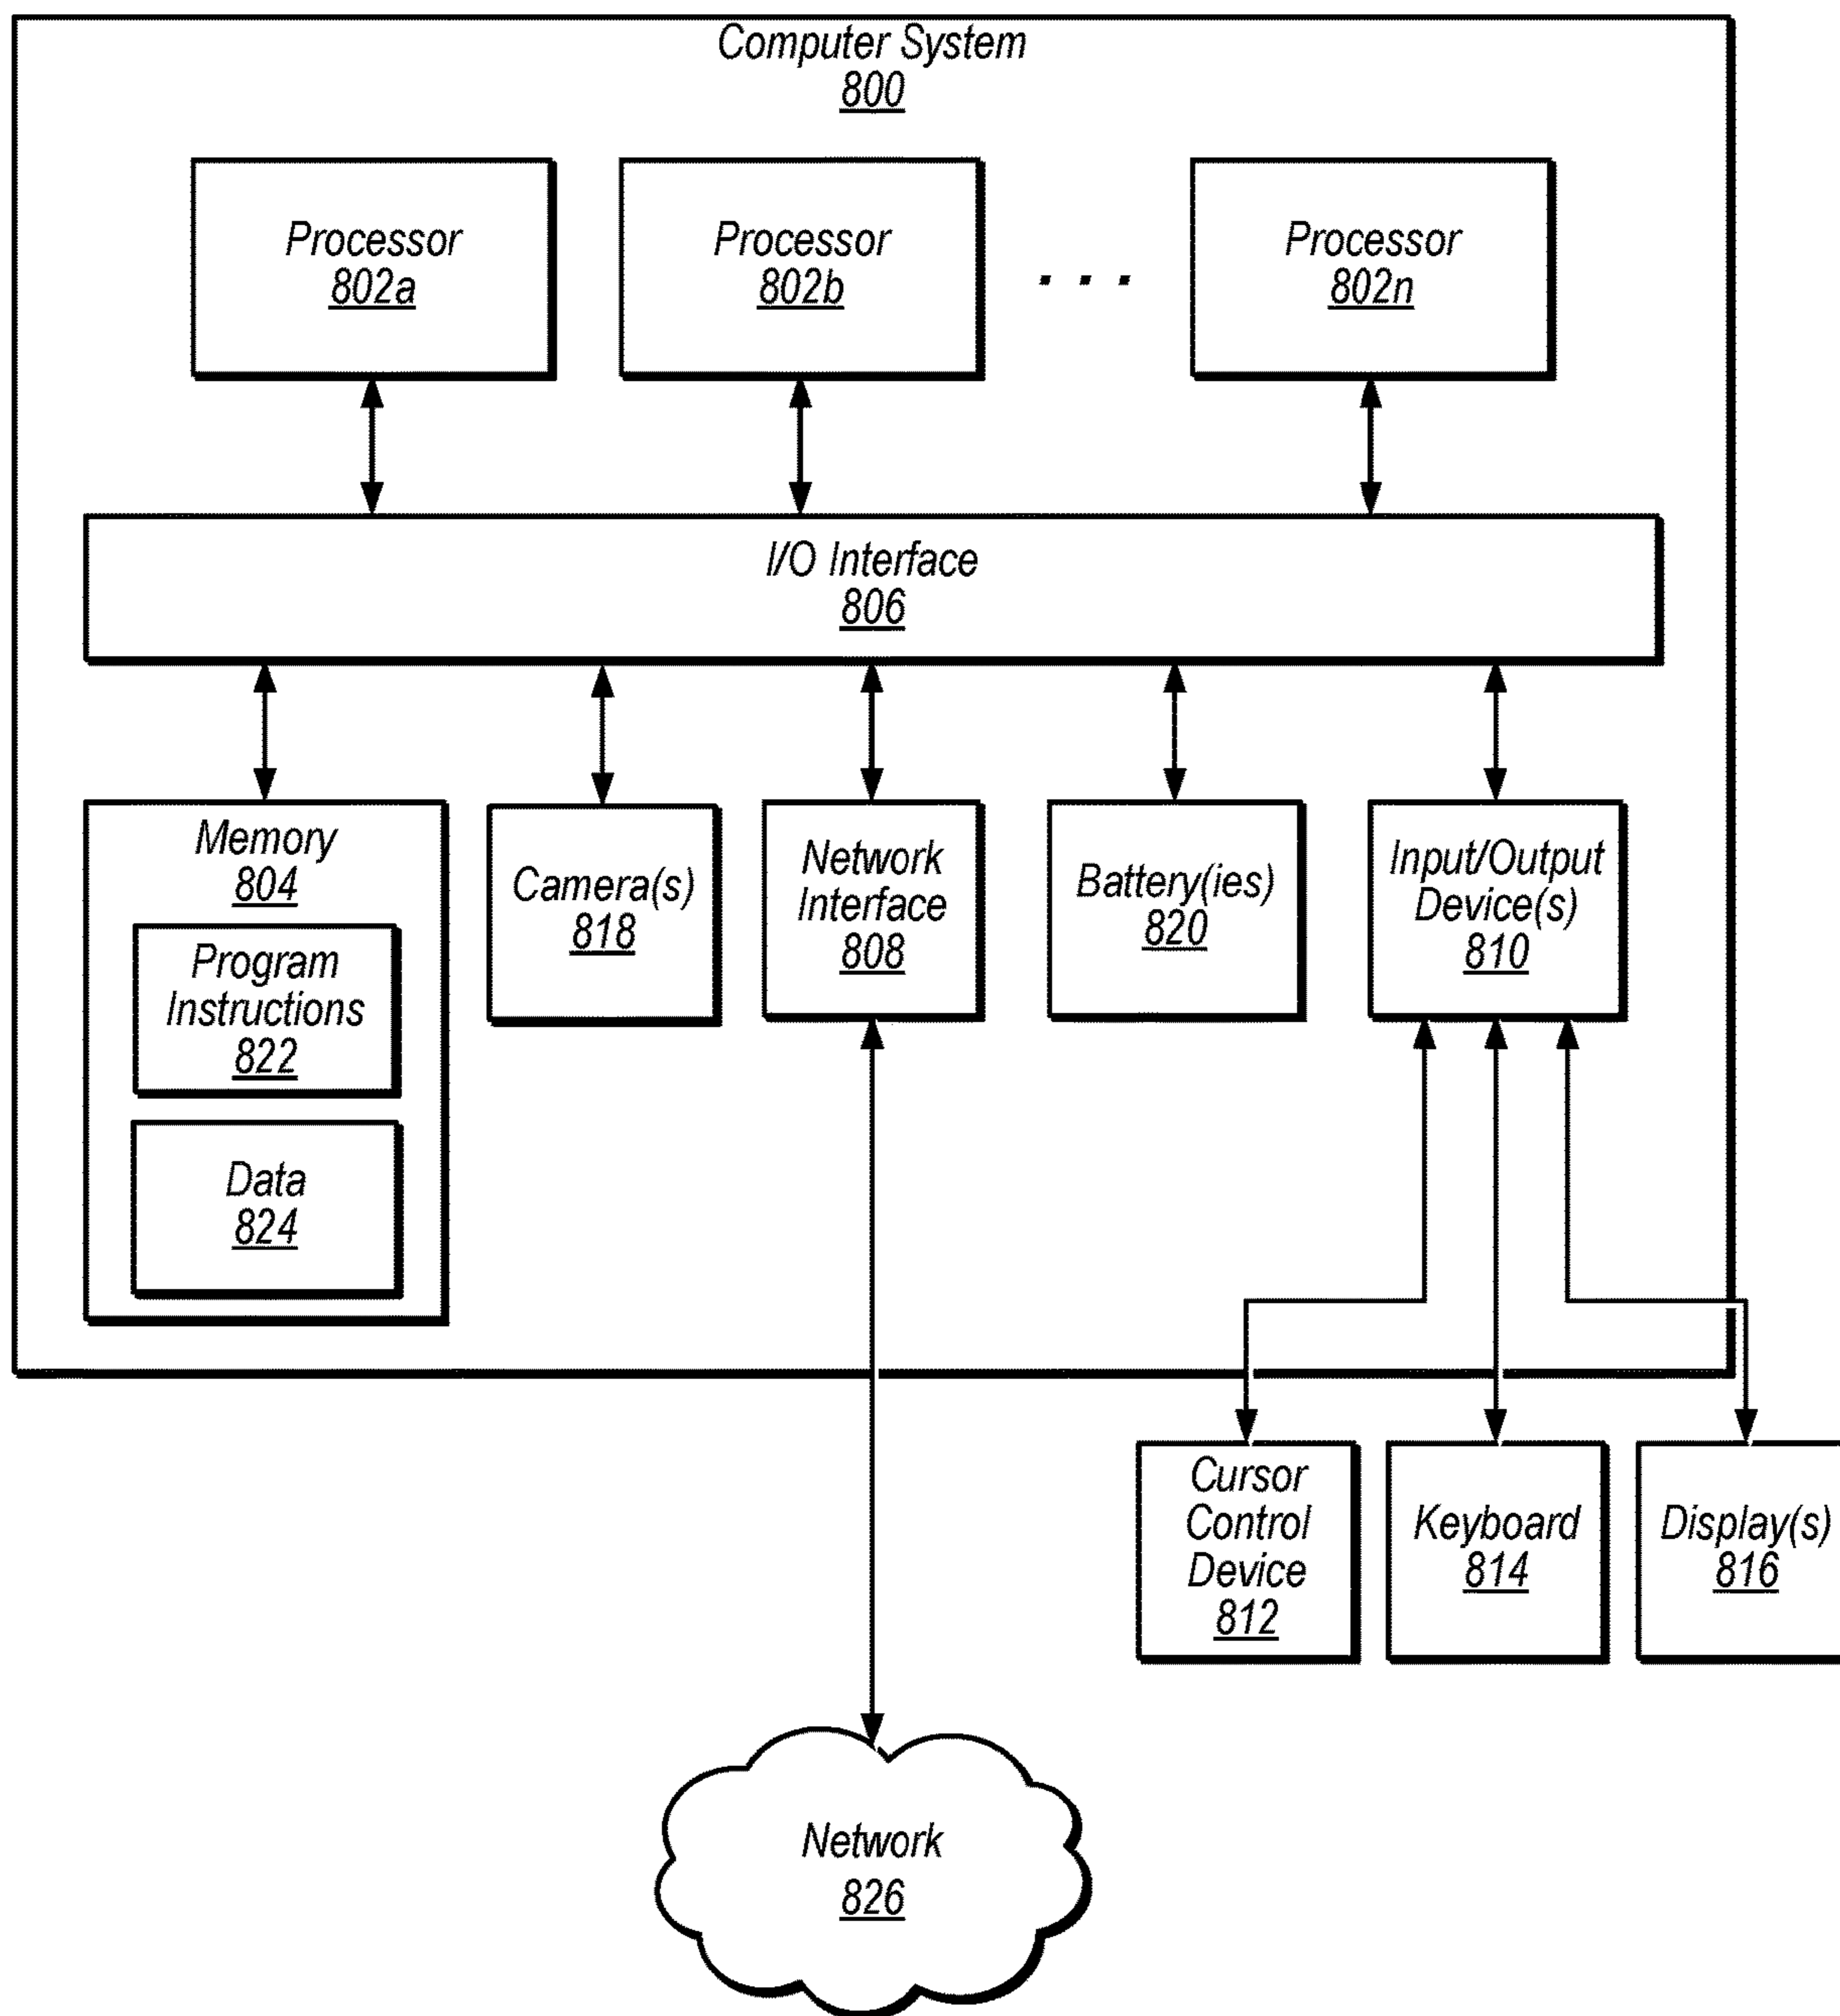 Computer System
800
Processor
802a
Processor
802b
. . .
Processor
802n
I/O Interface
806
Memory
804
Program
Instructions
822
Data
824
Camera(s)
818
Network
Interface
808
Battery(ies)
820
Input/Output
Device(s)
810
Cursor
Control
Device
812
Keyboard
814
Display(s)
816
Network
826